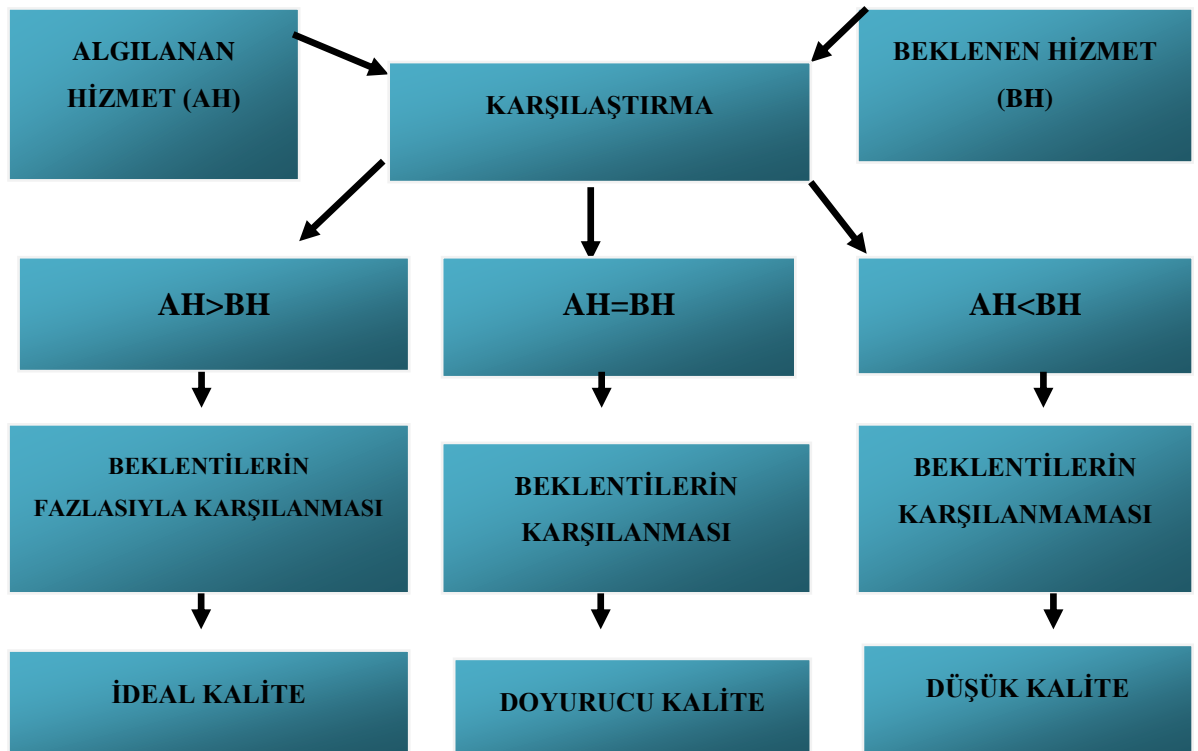 ALGILANAN
HİZMET (AH)
KARŞILAŞTIRMA
BEKLENEN HİZMET
(BH)
AH>BH
AH=BH
AH<BH
BEKLENTİLERİN
FAZLASIYLA KARŞILANMASI
BEKLENTİLERİN
KARŞILANMASI
BEKLENTİLERİN
KARŞILANMAMASI
İDEAL KALİTE
DOYURUCU KALİTE
DÜŞÜK KALİTE